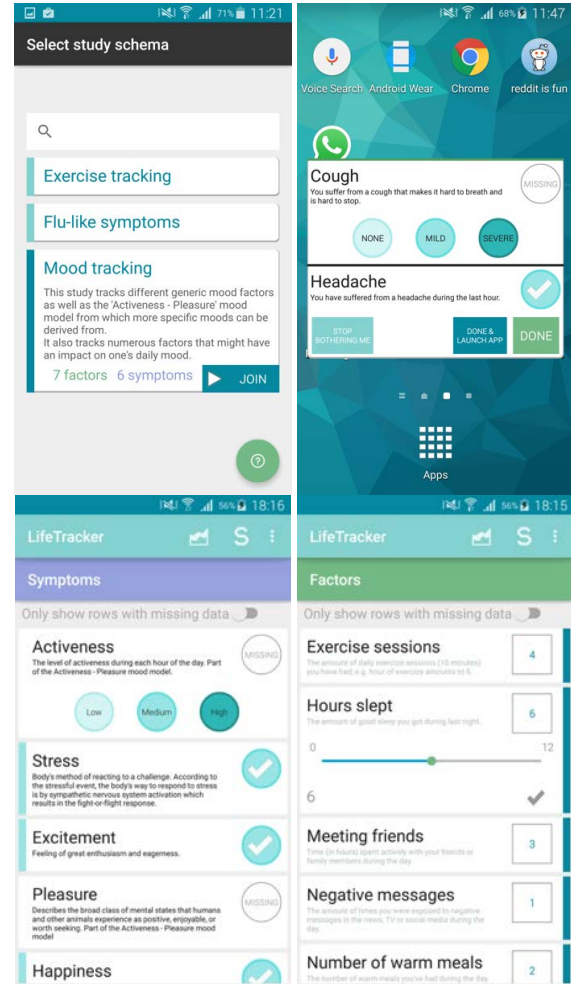 71% 11:21
Select study schema
Exercise tracking
Flu-like symptoms
Mood tracking
This study tracks different generic mood factors
as well as the 'Activeness - Pleasure' mood
model from which more specific moods can be
derived from.
It also tracks numerous factors that might have
an impact on one's daily mood.
7 factors 6 symptoms JOIN
68% 11:47
Voice Search Android Wear Chrome reddit is fun
Cough
You suffer from a cough that makes it hard to breath and
is hard to stop.
MISSING
NONE MILD SEVERE
Headache
You have suffered from a headache during the last hour.
STOP
BOTHERING ME
DONE &
LAUNCH APP
DONE
Apps
56% 18:16
LifeTracker S
Symptoms
Only show rows with missing data
Activeness
The level of activeness during each hour of the day. Part
of the Activeness - Pleasure mood model.
MISSING
Low Medium High
Stress
Body's method of reacting to a challenge. According to
the stressful event, the body's way to respond to stress
is by sympathetic nervous system activation which
results in the fight-or-flight response.
Excitement
Feeling of great enthusiasm and eagerness.
Pleasure
Describes the broad class of mental states that humans
and other animals experience as positive, enjoyable, or
worth seeking. Part of the Activeness - Pleasure mood
model
MISSING
Happiness
56% 18:15
LifeTracker S
Factors
Only show rows with missing data
Exercise sessions
The amount of daily exercize sessions (10 minutes)
you have had; e.g. hour of exercize amounts to 6.
4
Hours slept
The amount of good sleep you got during last night.
6
0 12
6
Meeting friends
Time (in hours) spent actively with your friends or
family members during the day.
3
Negative messages
The amount of times you were exposed to negative
messages in the news, TV or social media during the
day.
1
Number of warm meals
The number of warm meals you've had during the day.
2